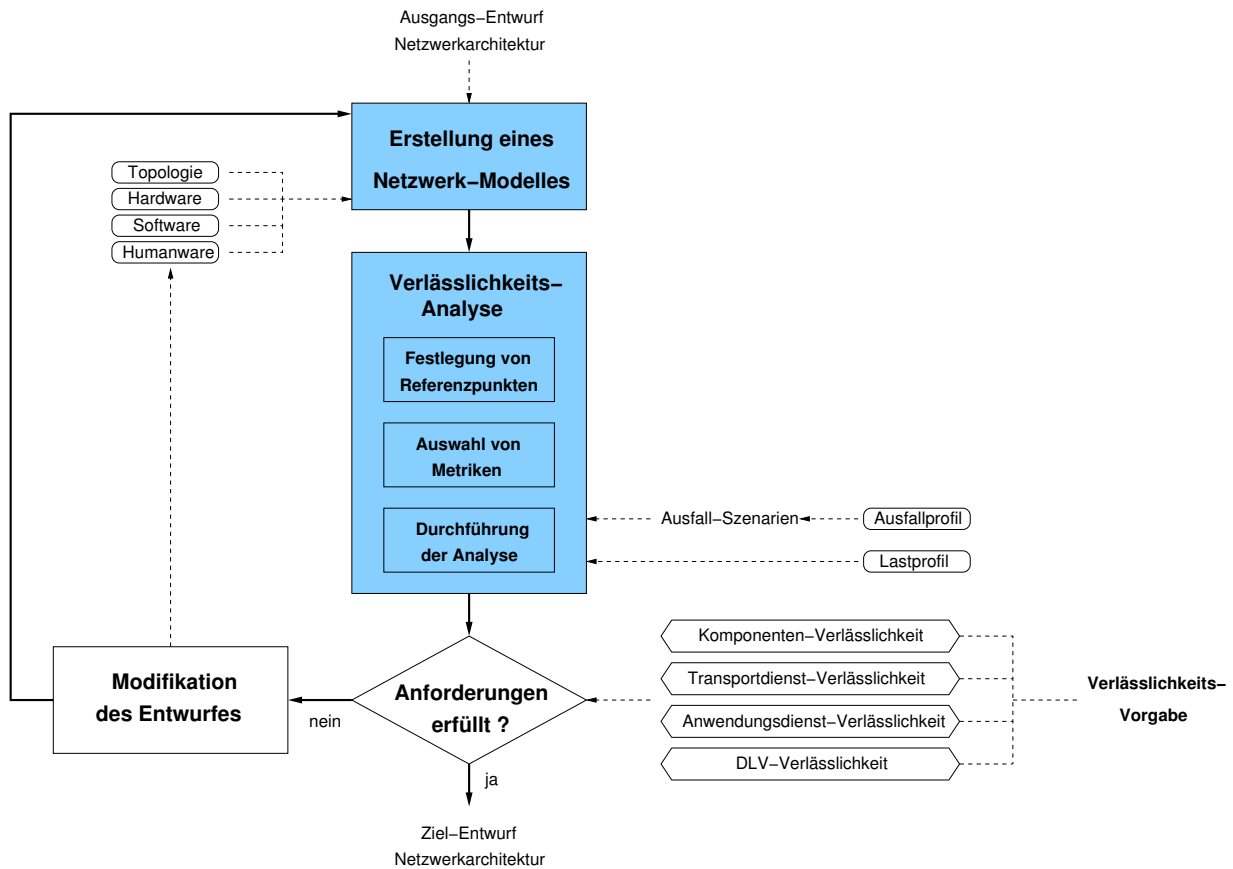 Ausgangs–Entwurf
Netzwerkarchitektur
Erstellung eines
Netzwerk–Modelles
Topologie
Hardware
Software
Humanware
Verlässlichkeits–
Analyse
Festlegung von
Referenzpunkten
Auswahl von
Metriken
Durchführung
der Analyse
Ausfall–Szenarien
Ausfallprofil
Lastprofil
Komponenten–Verlässlichkeit
Transportdienst–Verlässlichkeit
Anwendungsdienst–Verlässlichkeit
DLV–Verlässlichkeit
Verlässlichkeits–
Vorgabe
Anforderungen
erfüllt ?
nein
Modifikation
des Entwurfes
ja
Ziel–Entwurf
Netzwerkarchitektur